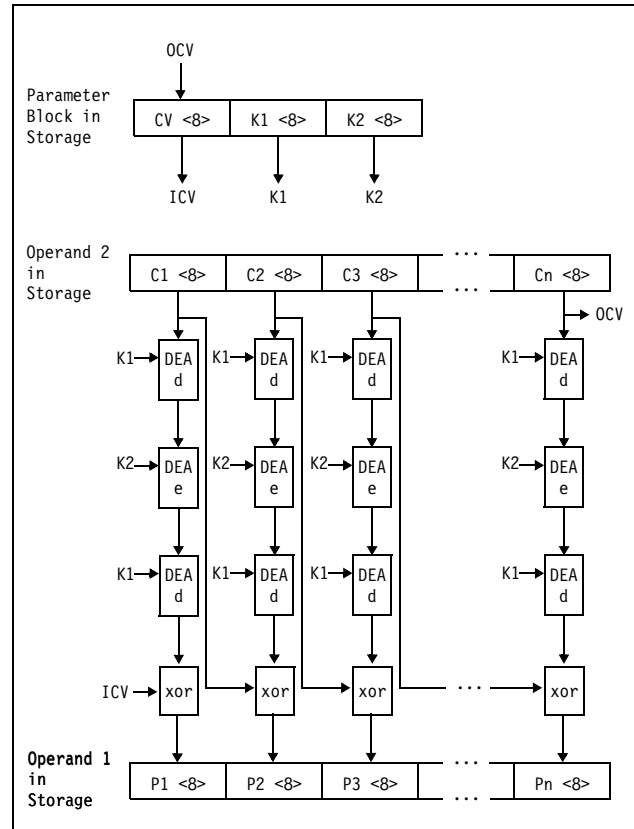 OCV
Parameter
Block in
Storage
CV <8> K1 <8> K2 <8>
ICV K1 K2
Operand 2
in
Storage
C1 <8> C2 <8> C3 <8> ... ... Cn <8>
OCV
K1 DEA d K1 DEA d K1 DEA d K1 DEA d
K2 DEA e K2 DEA e K2 DEA e K2 DEA e
K1 DEA d K1 DEA d K1 DEA d K1 DEA d
ICV xor xor xor ... xor
Operand 1
in
Storage
P1 <8> P2 <8> P3 <8> ... ... Pn <8>